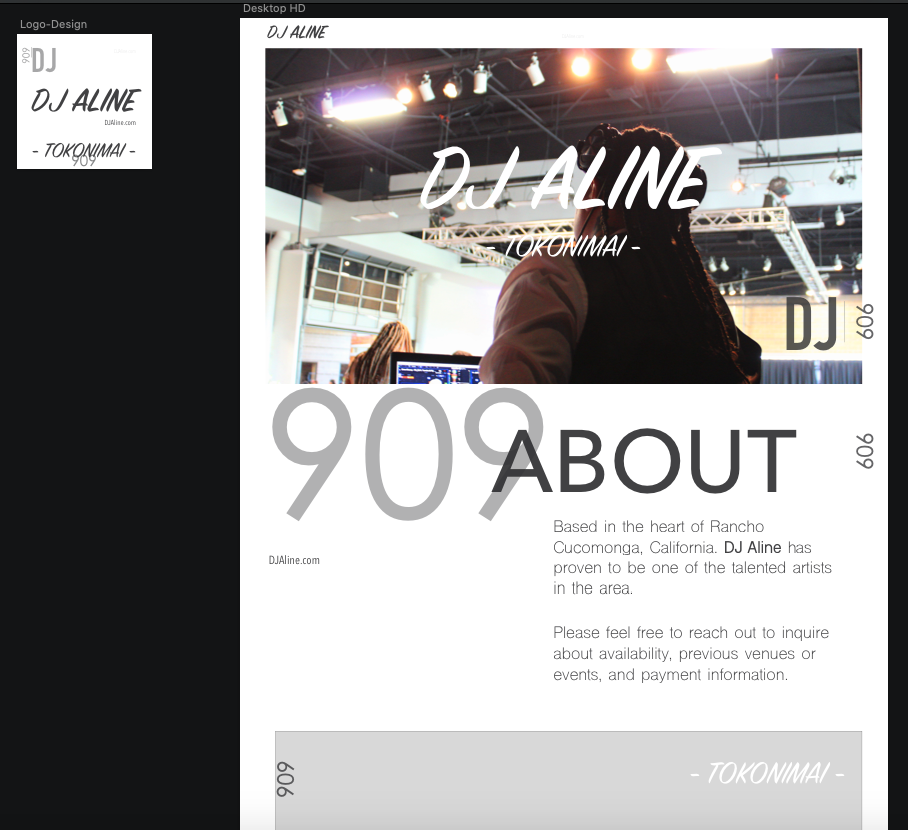 Desktop HD
Logo-Design
909
DJ
DJ ALINE
DJAline.com
- TOKONIMAI -
909
DJ ALINE
DJ ALINE
- TOKONIMAI -
DJ
909
909
ABOUT
909
Based in the heart of Rancho
Cucomonga, California. DJ Aline has
proven to be one of the talented artists
in the area.
DJAline.com
Please feel free to reach out to inquire
about availability, previous venues or
events, and payment information.
909
- TOKONIMAI -